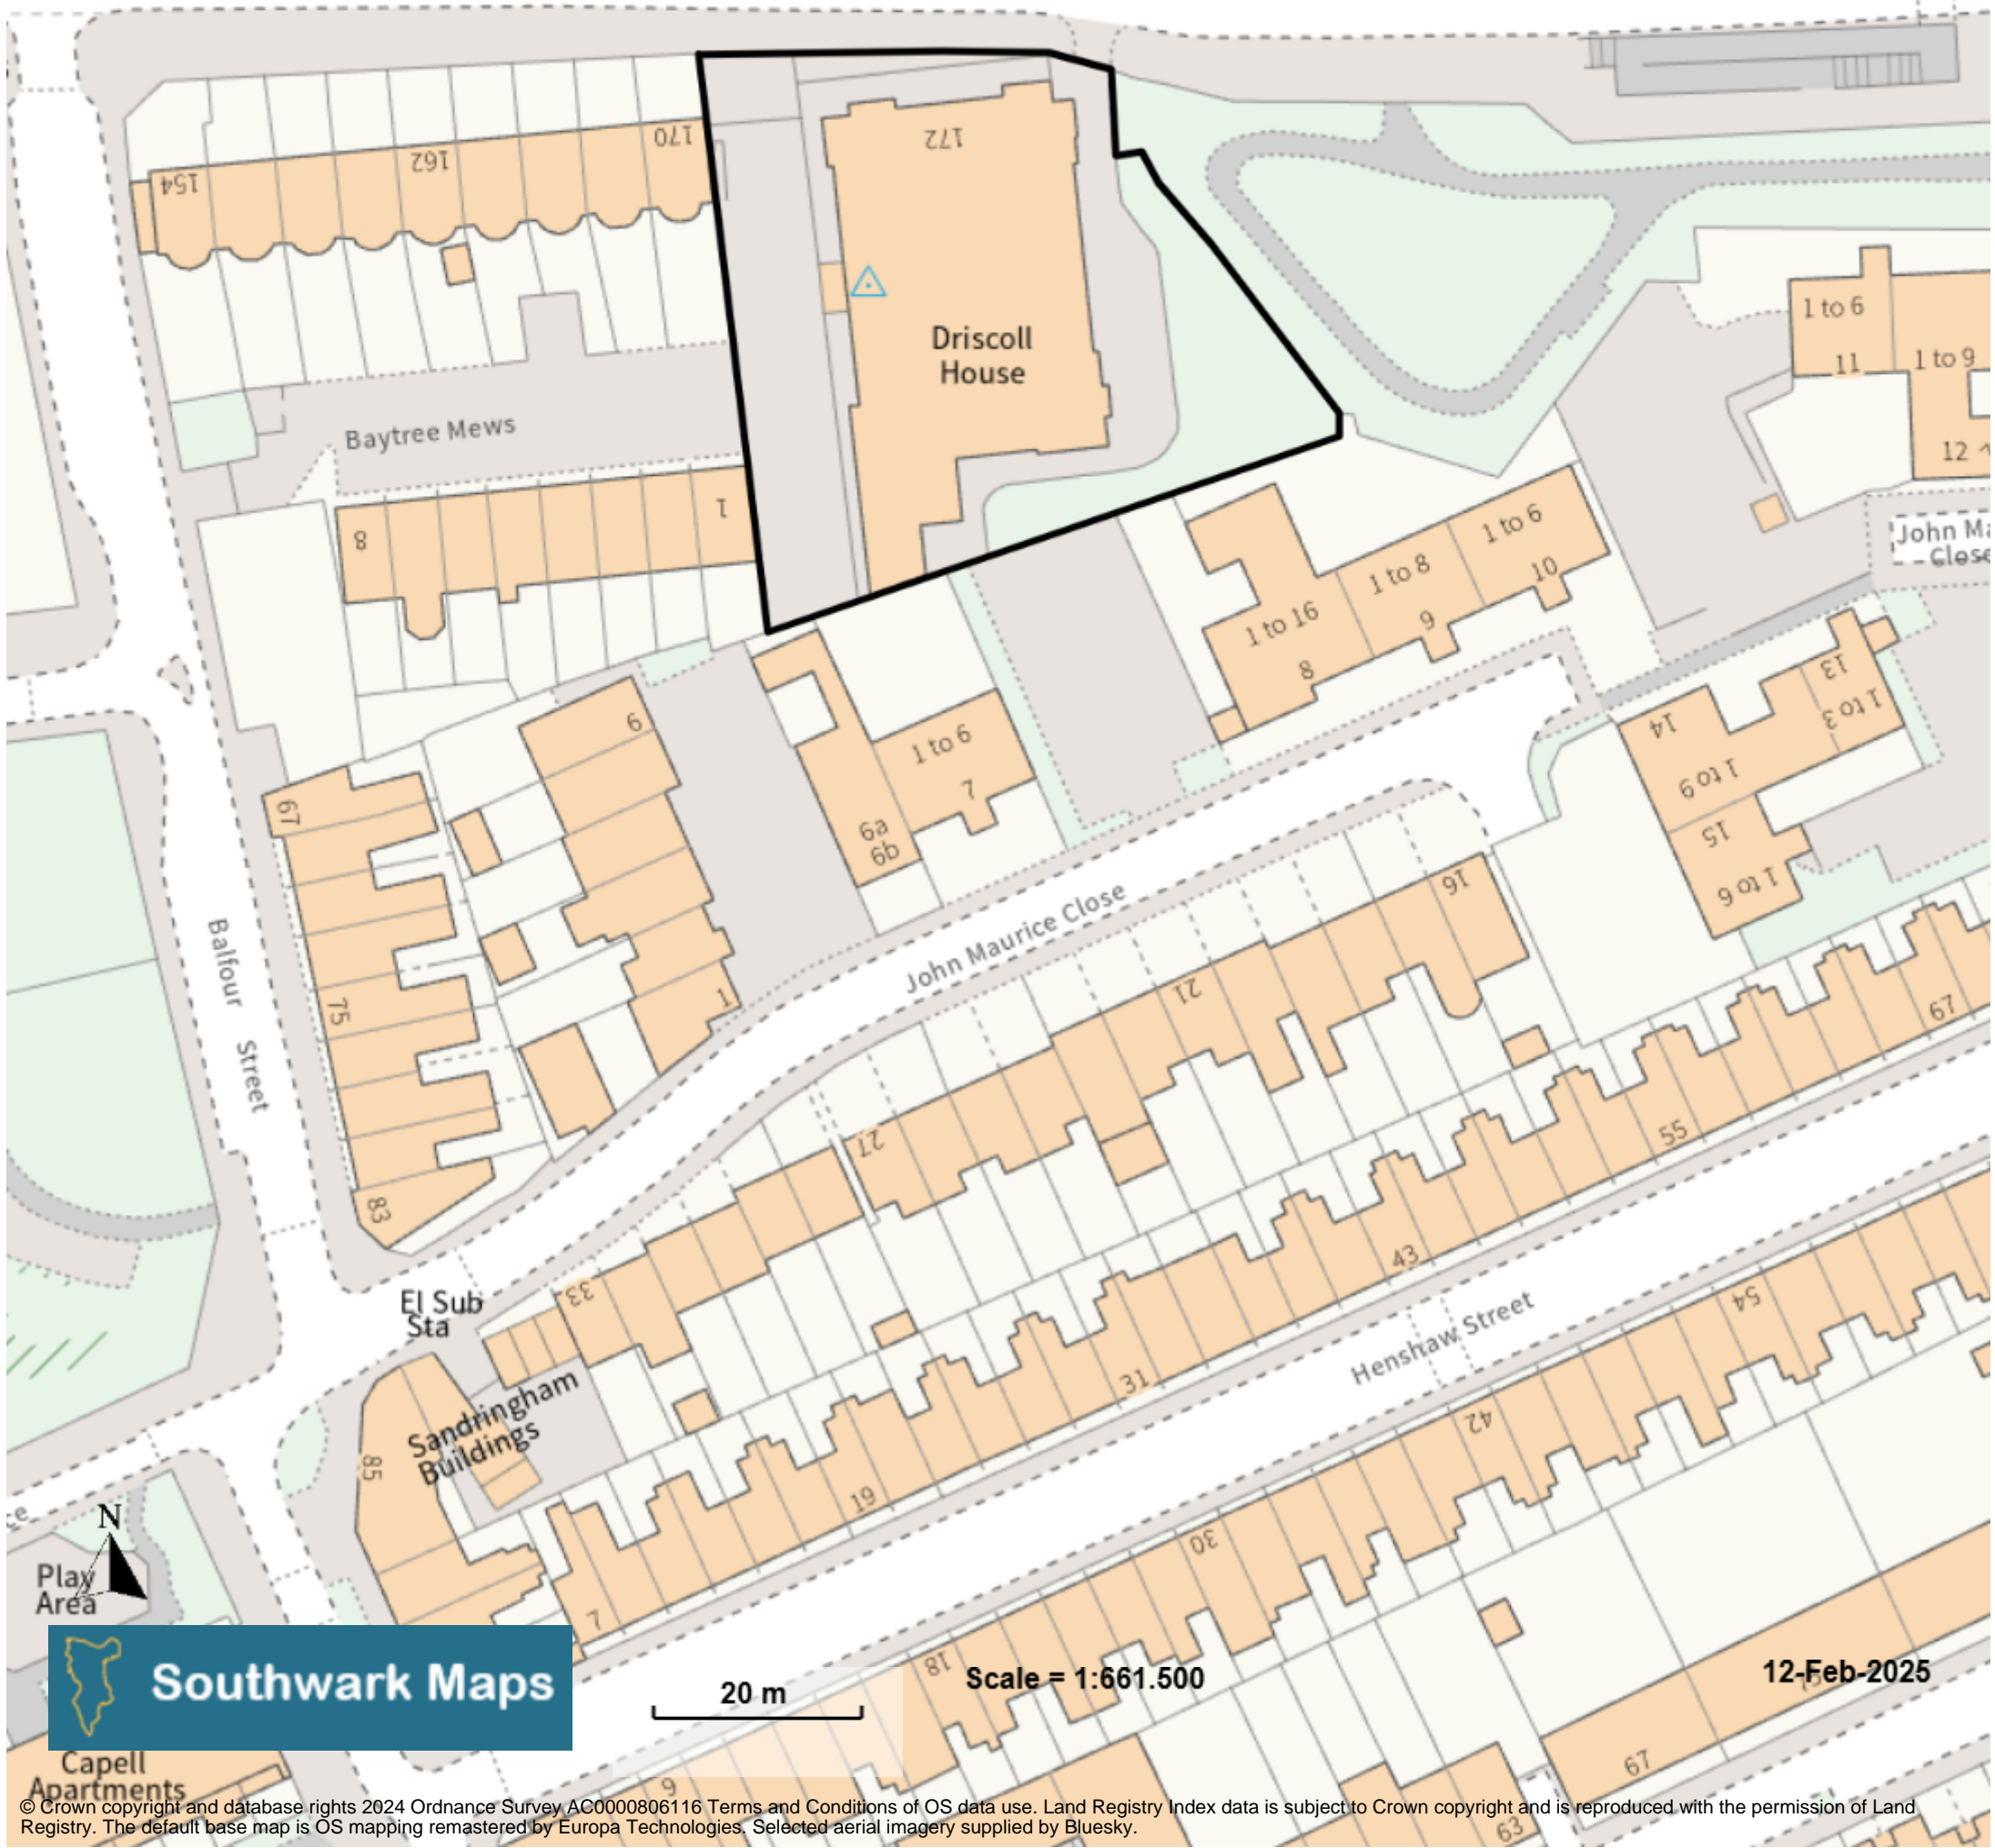 154
162
170
172
Driscoll
House
Baytree Mews
8
1
1 to 6
11
1 to 9
12
John Ma
Close
1 to 6
10
1 to 8
9
1 to 16
8
13
1 to 3
14
1 to 9
15
1 to 6
9
1 to 6
7
6a
6b
67
75
83
1
Balfour Street
John Maurice Close
16
21
27
33
El Sub
Sta
Sandringham
Buildings
85
67
55
43
31
19
7
Henshaw Street
54
42
30
18
6
ce
N
Play
Area
Southwark Maps
20 m
Scale = 1:661.500
12-Feb-2025
67
63
Capell
Apartments
© Crown copyright and database rights 2024 Ordnance Survey AC0000806116 Terms and Conditions of OS data use. Land Registry Index data is subject to Crown copyright and is reproduced with the permission of Land
Registry. The default base map is OS mapping remastered by Europa Technologies. Selected aerial imagery supplied by Bluesky.